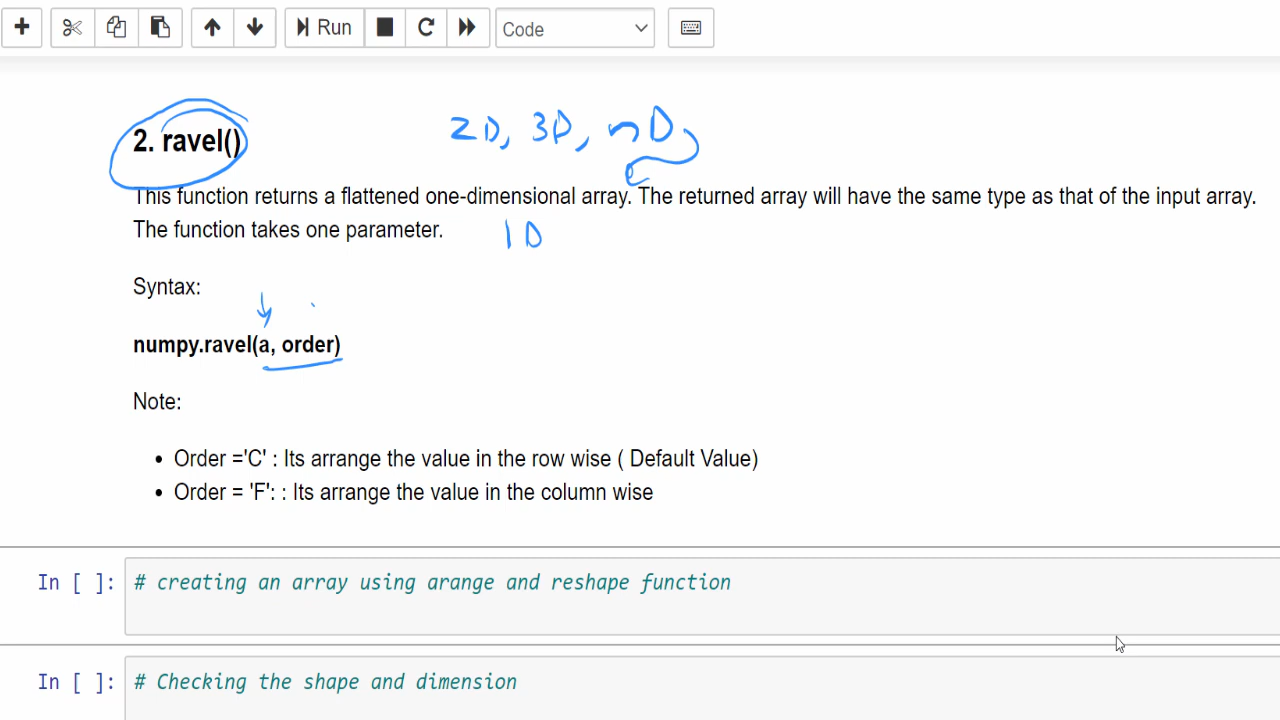 Run
Code
2. ravel()
2D, 3D, nD
This function returns a flattened one-dimensional array. The returned array will have the same type as that of the input array.
The function takes one parameter.
1D
Syntax:
numpy.ravel(a, order)
Note:
• Order ='C' : Its arrange the value in the row wise ( Default Value)
• Order = 'F': : Its arrange the value in the column wise
In [ ]: # creating an array using arange and reshape function
In [ ]: # Checking the shape and dimension